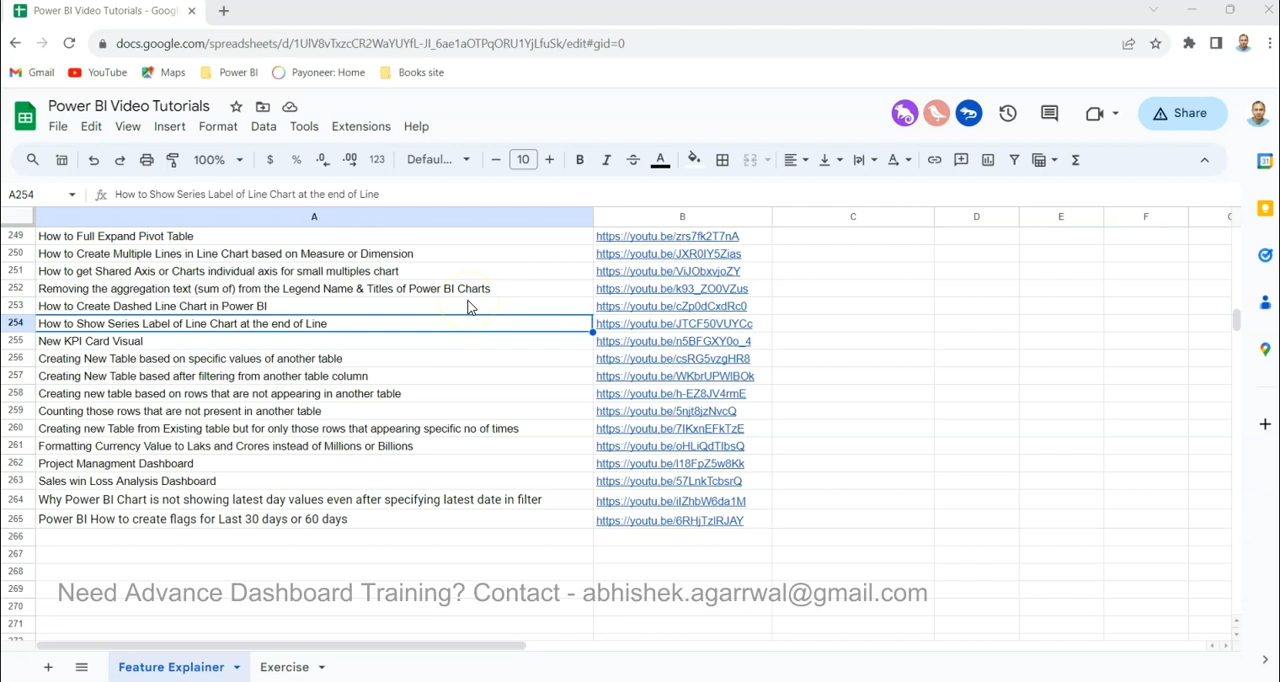 Power BI Video Tutorials - Goog
docs.google.com/spreadsheets/d/1UlV8vTxzcCR2WaYUYfL-JI_6ae1aOTPqORU1YjLfuSk/edit#gid=0
Gmail YouTube Maps Power BI Payoneer: Home Books site
Power BI Video Tutorials
Share
File Edit View Insert Format Data Tools Extensions Help
100% $ % .0 .00 123 Defaul... 10 B I A
A254 fx How to Show Series Label of Line Chart at the end of Line
A B C D E F
249 How to Full Expand Pivot Table https://youtu.be/zrs7fk2T7nA
250 How to Create Multiple Lines in Line Chart based on Measure or Dimension https://youtu.be/JXR0IY5Zias
251 How to get Shared Axis or Charts individual axis for small multiples chart https://youtu.be/ViJObxvjoZY
252 Removing the aggregation text (sum of) from the Legend Name & Titles of Power BI Charts https://youtu.be/k93_ZO0VZus
253 How to Create Dashed Line Chart in Power BI https://youtu.be/cZp0dCxdRc0
254 How to Show Series Label of Line Chart at the end of Line https://youtu.be/JTCF50VUYCc
255 New KPI Card Visual https://youtu.be/n5BFGXY0o_4
256 Creating New Table based on specific values of another table https://youtu.be/csRG5vzgHR8
257 Creating New Table based after filtering from another table column https://youtu.be/WKbrUPWlBOk
258 Creating new table based on rows that are not appearing in another table https://youtu.be/h-EZ8JV4rmE
259 Counting those rows that are not present in another table https://youtu.be/5njt8jzNvcQ
260 Creating new Table from Existing table but for only those rows that appearing specific no of times https://youtu.be/7IKxnEFkTzE
261 Formatting Currency Value to Laks and Crores instead of Millions or Billions https://youtu.be/oHLiQdTIbsQ
262 Project Managment Dashboard https://youtu.be/I18FpZ5w8Kk
263 Sales win Loss Analysis Dashboard https://youtu.be/57LnkTcbsrQ
264 Why Power BI Chart is not showing latest day values even after specifying latest date in filter https://youtu.be/iIZhbW6da1M
265 Power BI How to create flags for Last 30 days or 60 days https://youtu.be/6RHjTzlRJAY
266
267
268
269
Need Advance Dashboard Training? Contact - abhishek.agarrwal@gmail.com
270
271
Feature Explainer Exercise